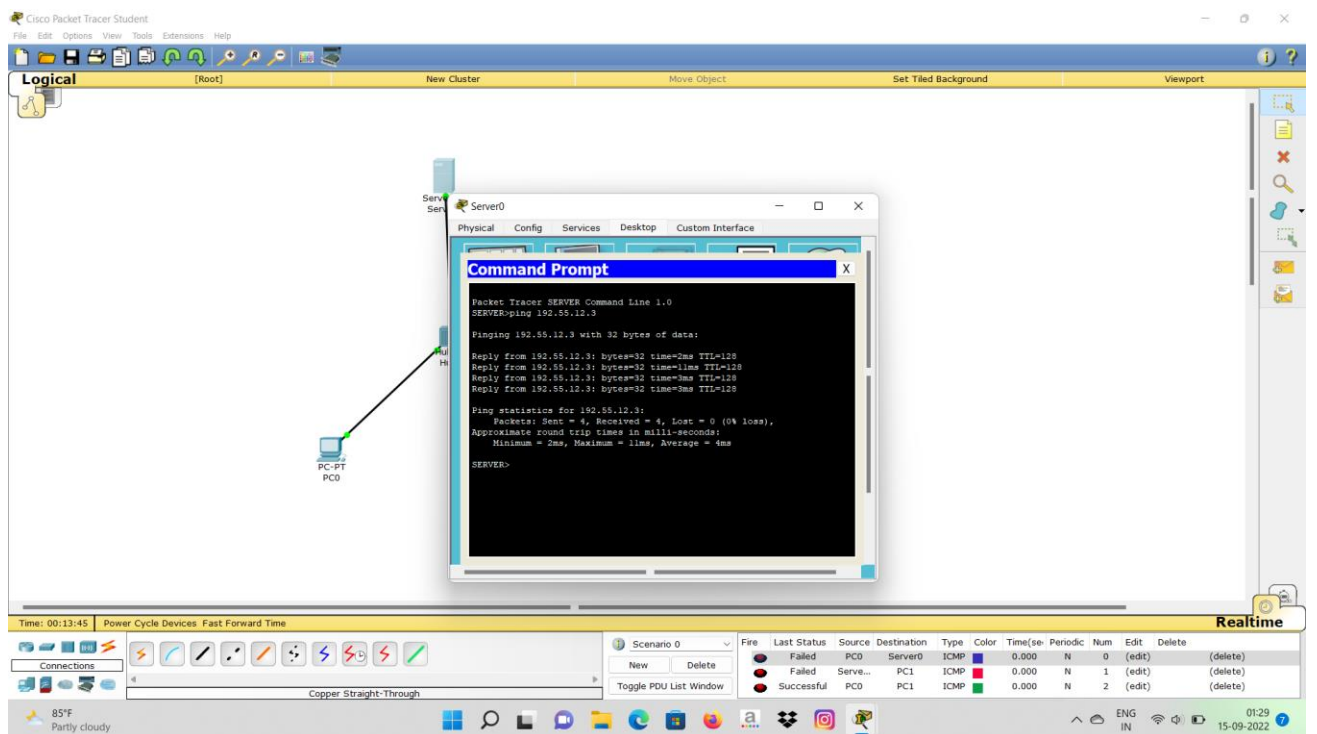 Cisco Packet Tracer Student
File Edit Options View Tools Extensions Help
Logical [Root] New Cluster Move Object Set Tiled Background Viewport
Serv
Ser
Server0
Physical Config Services Desktop Custom Interface
Command Prompt X
Packet Tracer SERVER Command Line 1.0
SERVER>ping 192.55.12.3
Pinging 192.55.12.3 with 32 bytes of data:
Reply from 192.55.12.3: bytes=32 time=2ms TTL=128
Reply from 192.55.12.3: bytes=32 time=11ms TTL=128
Reply from 192.55.12.3: bytes=32 time=3ms TTL=128
Reply from 192.55.12.3: bytes=32 time=3ms TTL=128
Ping statistics for 192.55.12.3:
Packets: Sent = 4, Received = 4, Lost = 0 (0% loss),
Approximate round trip times in milli-seconds:
Minimum = 2ms, Maximum = 11ms, Average = 4ms
SERVER>
Hu
H
PC-PT
PC0
Time: 00:13:45 Power Cycle Devices Fast Forward Time Realtime
Connections
Copper Straight-Through
Scenario 0
New Delete
Toggle PDU List Window
Fire Last Status Source Destination Type Color Time(se Periodic Num Edit Delete
Failed PC0 Server0 ICMP 0.000 N 0 (edit) (delete)
Failed Serve... PC1 ICMP 0.000 N 1 (edit) (delete)
Successful PC0 PC1 ICMP 0.000 N 2 (edit) (delete)
85°F
Partly cloudy
ENG
IN
01:29
15-09-2022
7